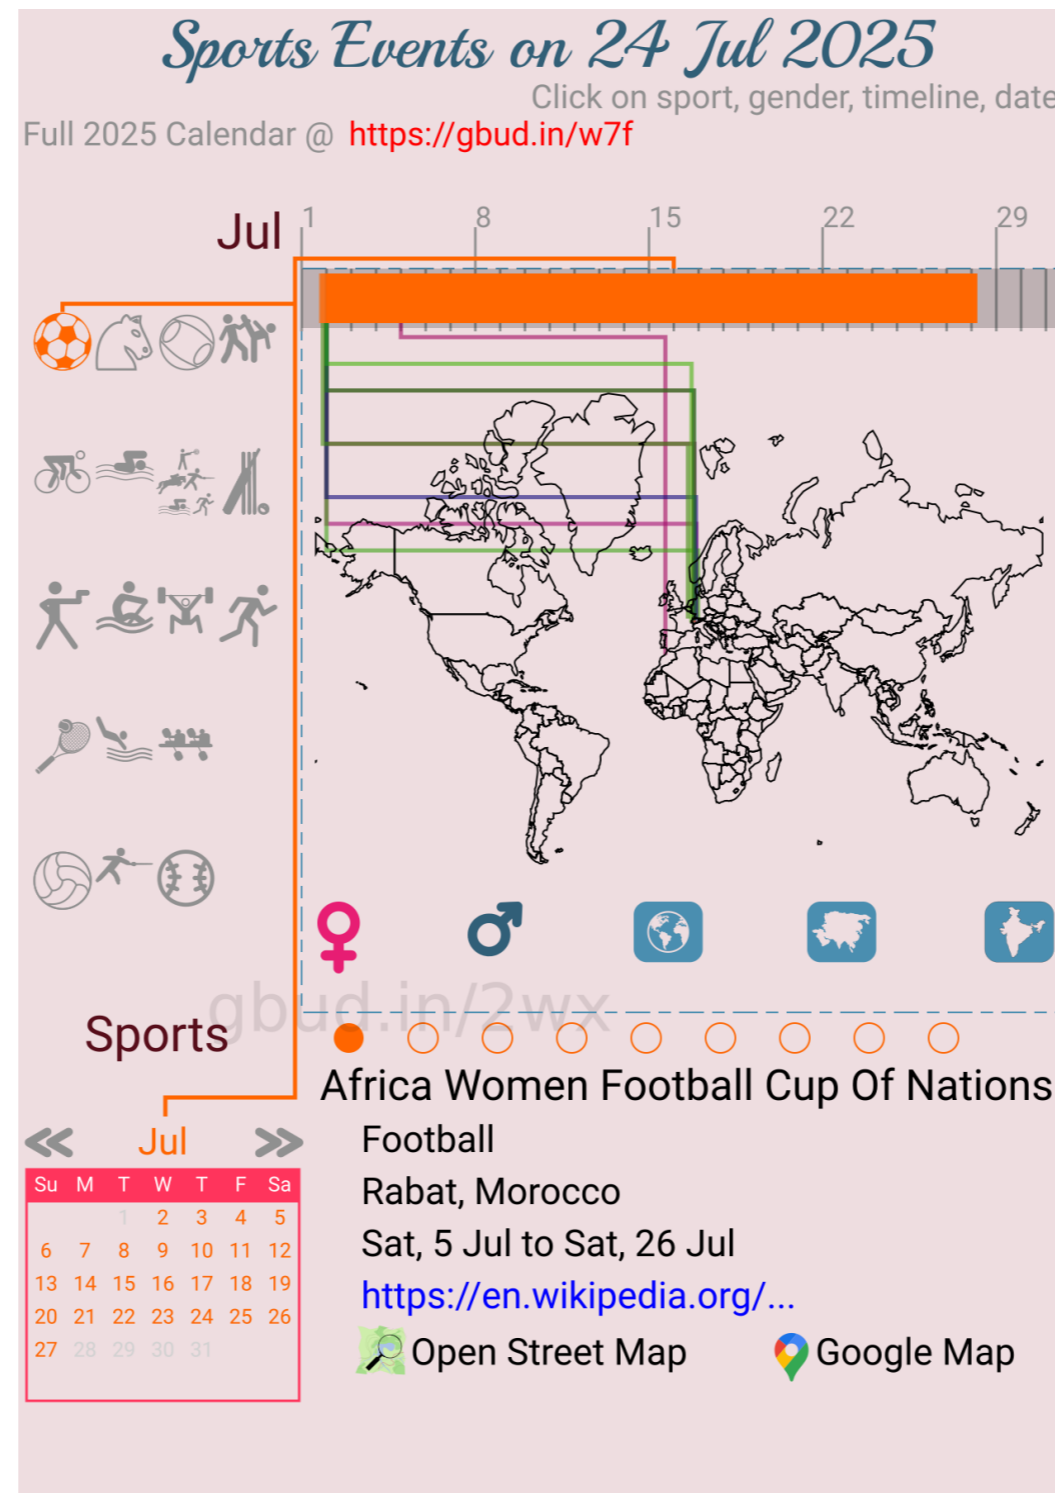 Sports Events on 24 Jul 2025
Click on sport, gender, timeline, date
Full 2025 Calendar @ https://gbud.in/w7f
Jul 1 8 15 22 29
gbud.in/2wx
Sports
Africa Women Football Cup Of Nations
Football
Rabat, Morocco
Sat, 5 Jul to Sat, 26 Jul
https://en.wikipedia.org/...
Open Street Map Google Map
Jul
Su M T W T F Sa
1 2 3 4 5
6 7 8 9 10 11 12
13 14 15 16 17 18 19
20 21 22 23 24 25 26
27 28 29 30 31